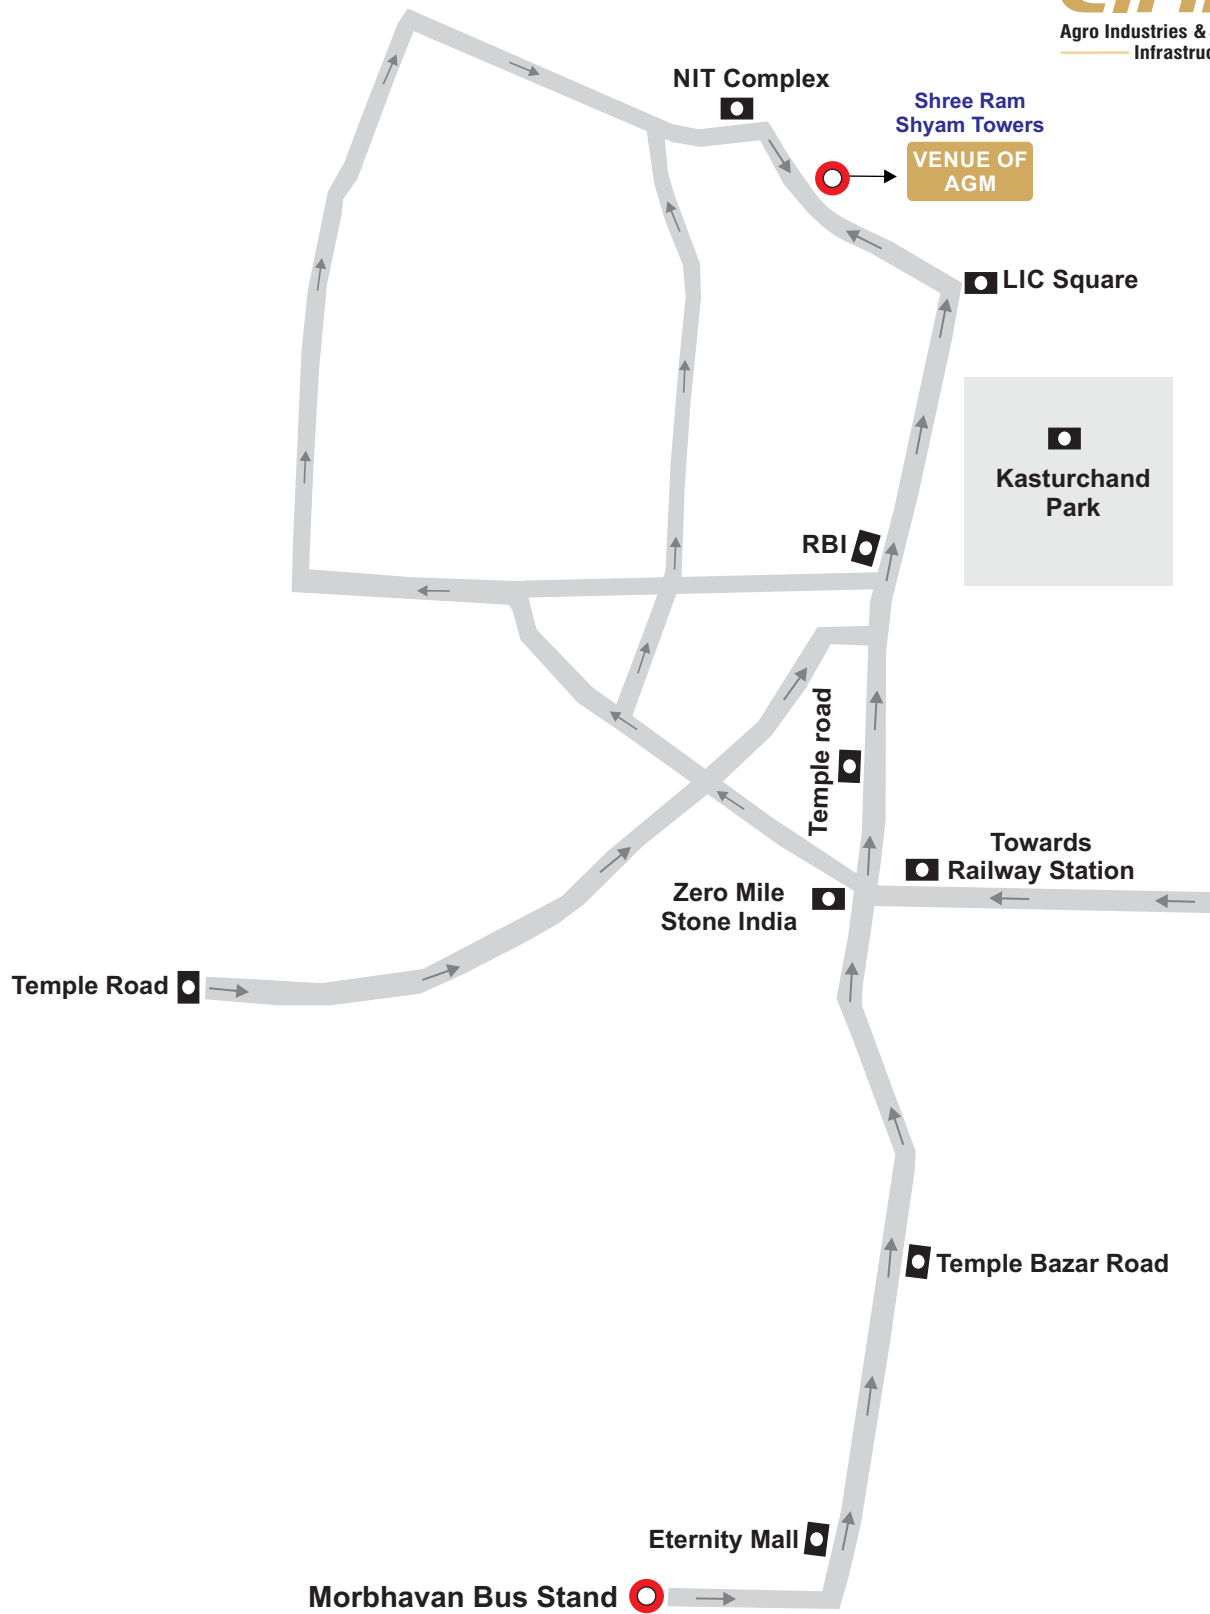 Agro Industries &
Infrastruc
NIT Complex
Shree Ram
Shyam Towers
VENUE OF
AGM
LIC Square
Kasturchand
Park
RBI
Temple road
Towards
Railway Station
Zero Mile
Stone India
Temple Road
Temple Bazar Road
Eternity Mall
Morbhavan Bus Stand